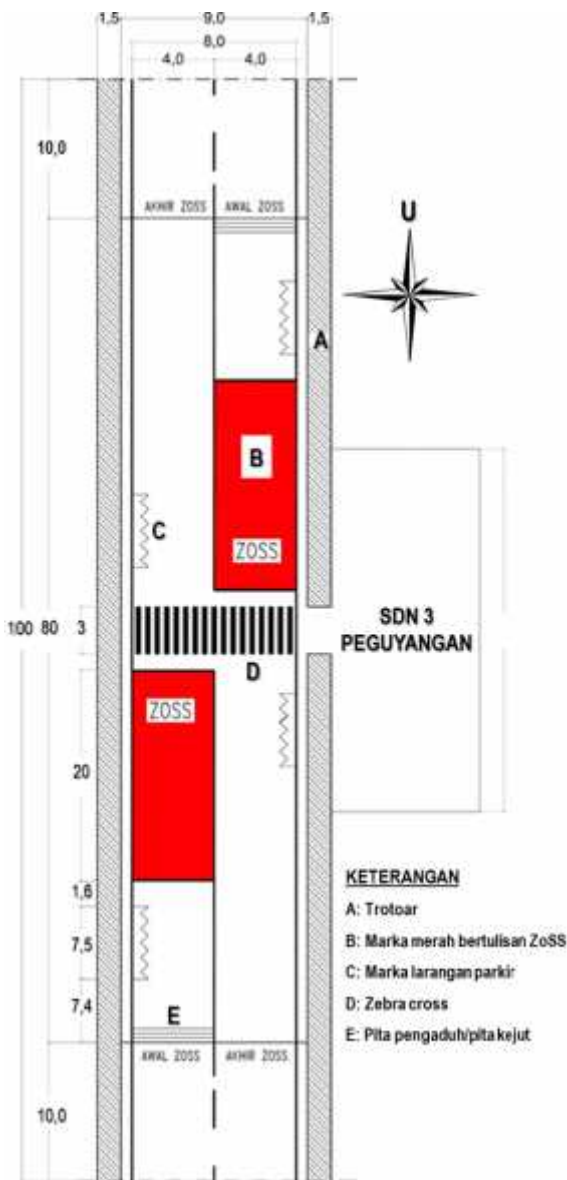 1,5 9,0 1,5
8,0
4,0 4,0
10,0
AKHIR ZOSS AWAL ZOSS
U
A
B
C
ZOSS
100 80 3
SDN 3
PEGUYANGAN
D
ZOSS
20
KETERANGAN
1,6
A: Trotoar
7,5
B: Marka merah bertulisan ZoSS
C: Marka larangan parkir
7,4
D: Zebra cross
E
E: Pita pengaduh/pita kejut
AWAL ZOSS AKHIR ZOSS
10,0